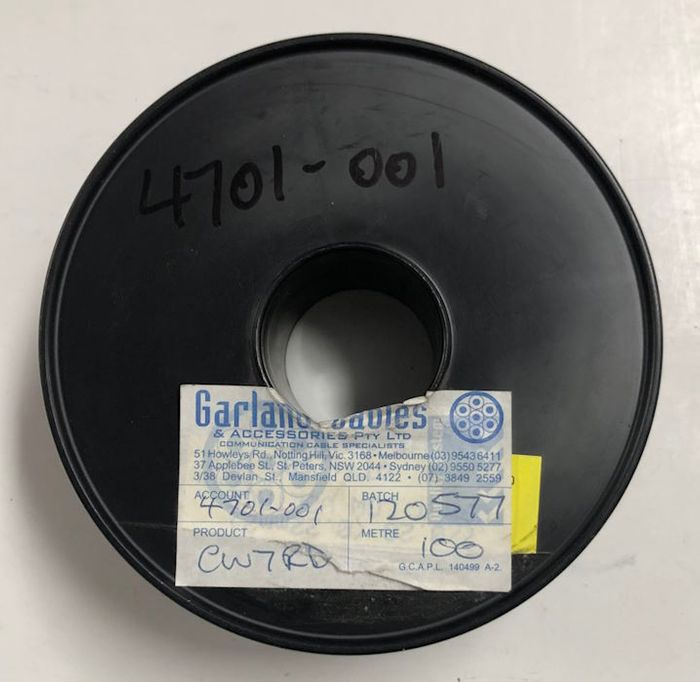 4701-001
Garland Cables
& ACCESSORIES PTY LTD
COMMUNICATION CABLE SPECIALISTS
51 Howleys Rd., Notting Hill, Vic. 3168 • Melbourne (03) 9543 6411
37 Applebee St., St. Peters, NSW 2044 • Sydney (02) 9550 5277
3/38 Devlan St., Mansfield QLD. 4122 • (07) 3849 2559
ACCOUNT 4701-001 BATCH 120577
PRODUCT CW7RD METRE 100
G.C.A.P.L. 140499 A-2.